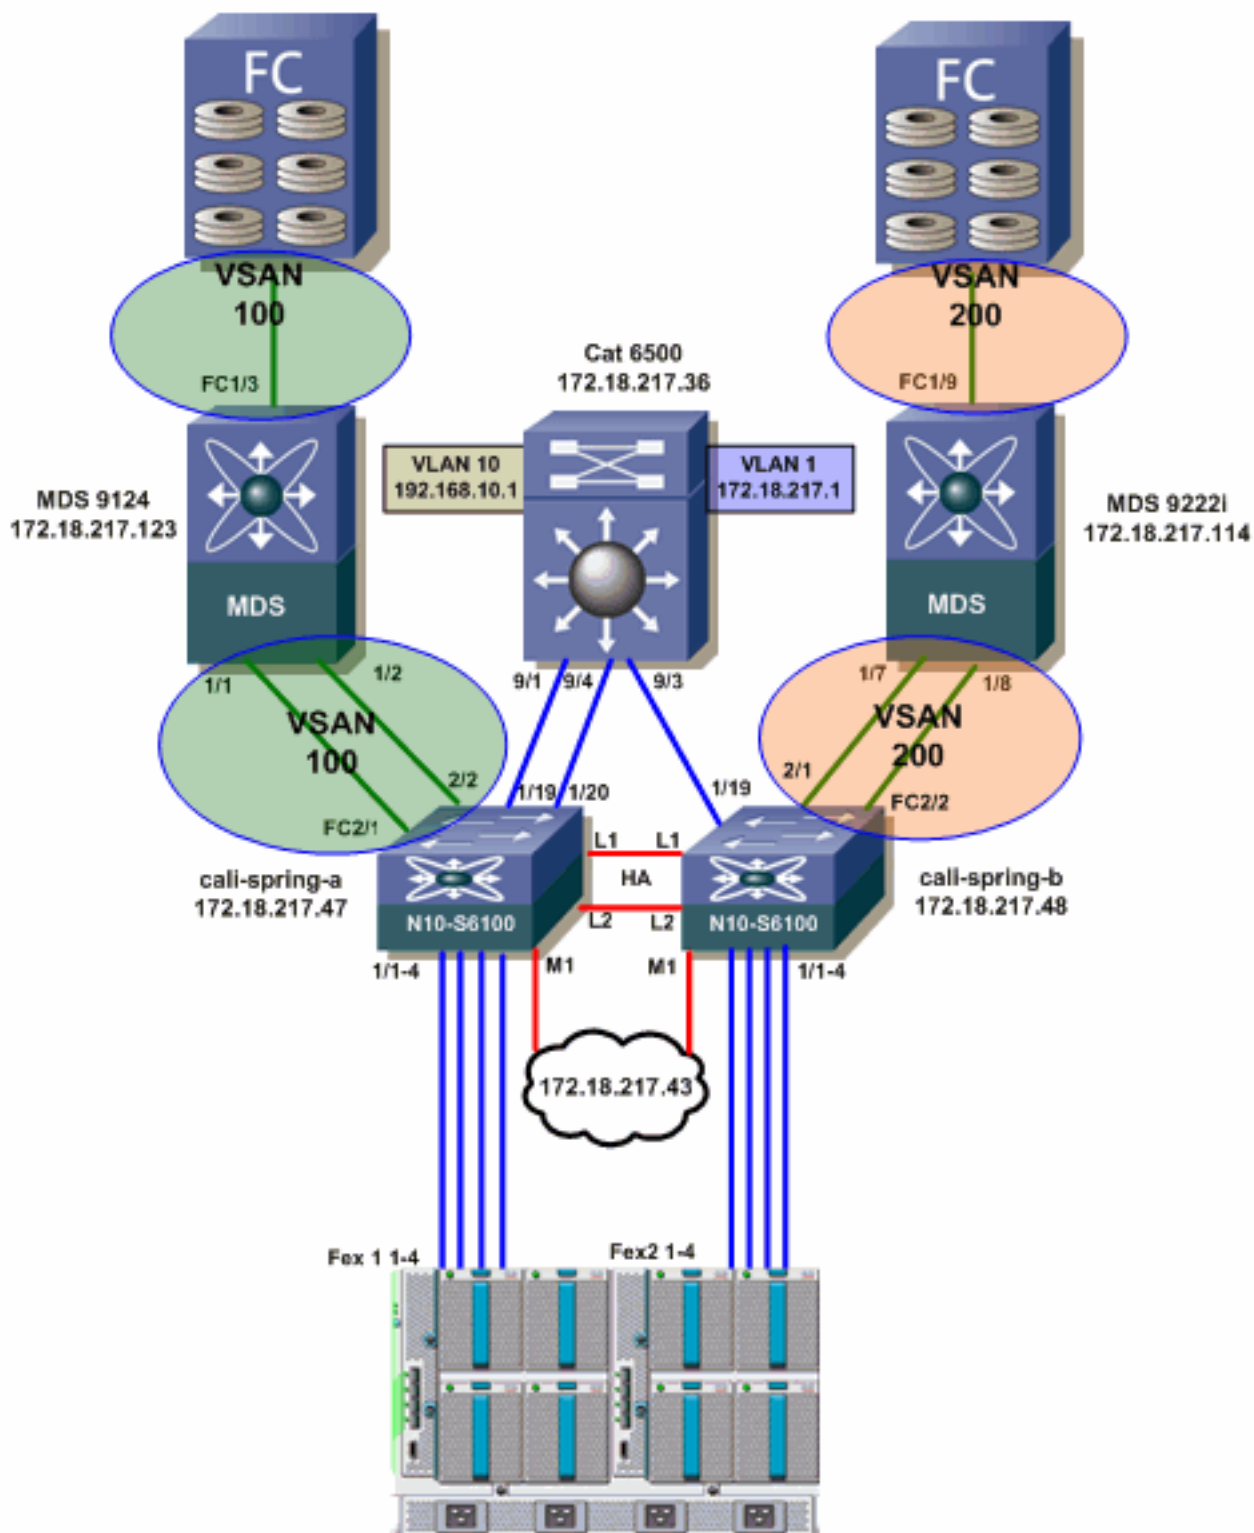 FC
FC
VSAN
100
VSAN
200
FC1/3
Cat 6500
172.18.217.36
FC1/9
VLAN 10
192.168.10.1
VLAN 1
172.18.217.1
MDS 9124
172.18.217.123
MDS 9222i
172.18.217.114
MDS
MDS
1/1
1/2
9/1
9/4
9/3
1/7
1/8
VSAN
100
VSAN
200
2/2
1/19
1/20
1/19
2/1
FC2/1
FC2/2
L1
L1
HA
L2
L2
cali-spring-a
172.18.217.47
cali-spring-b
172.18.217.48
N10-S6100
N10-S6100
1/1-4
M1
M1
1/1-4
172.18.217.43
Fex 1 1-4
Fex2 1-4